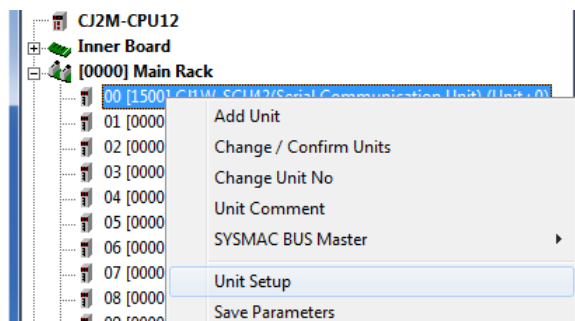 CJ2M-CPU12
Inner Board
[0000] Main Rack
00 [1500] CJ1W-SCU42(Serial Communication Unit) (Unit : 0)
01 [0000
Add Unit
02 [0000
Change / Confirm Units
03 [0000
Change Unit No
04 [0000
Unit Comment
05 [0000
SYSMAC BUS Master
06 [0000
07 [0000
Unit Setup
08 [0000
Save Parameters